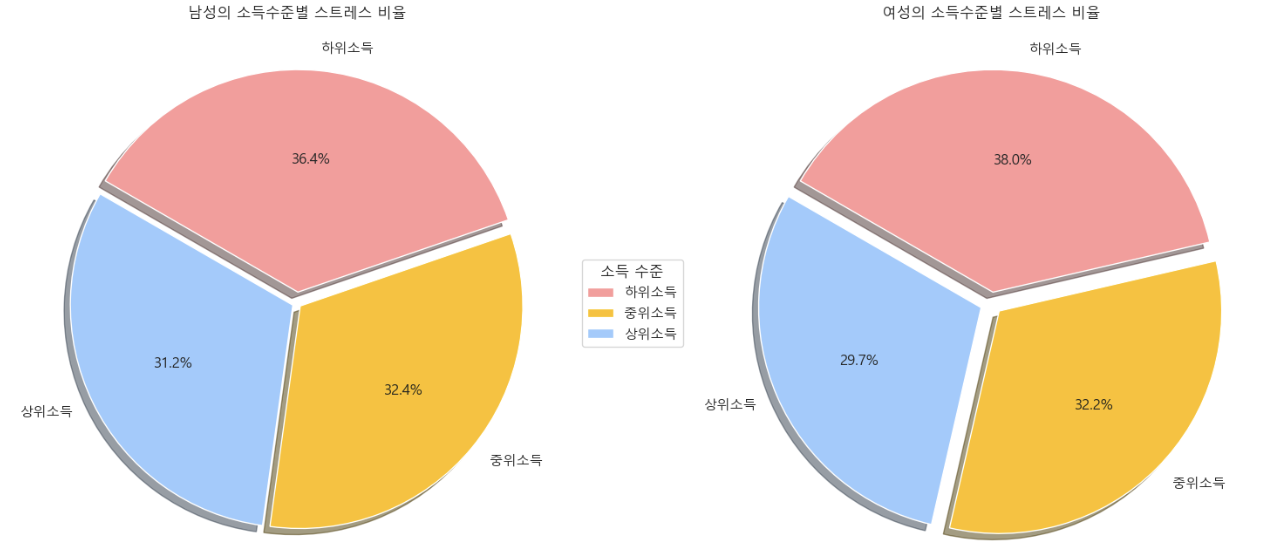 남성의 소득수준별 스트레스 비율
하위소득
36.4%
31.2%
32.4%
상위소득
중위소득
소득 수준
하위소득
중위소득
상위소득
여성의 소득수준별 스트레스 비율
하위소득
38.0%
29.7%
32.2%
상위소득
중위소득